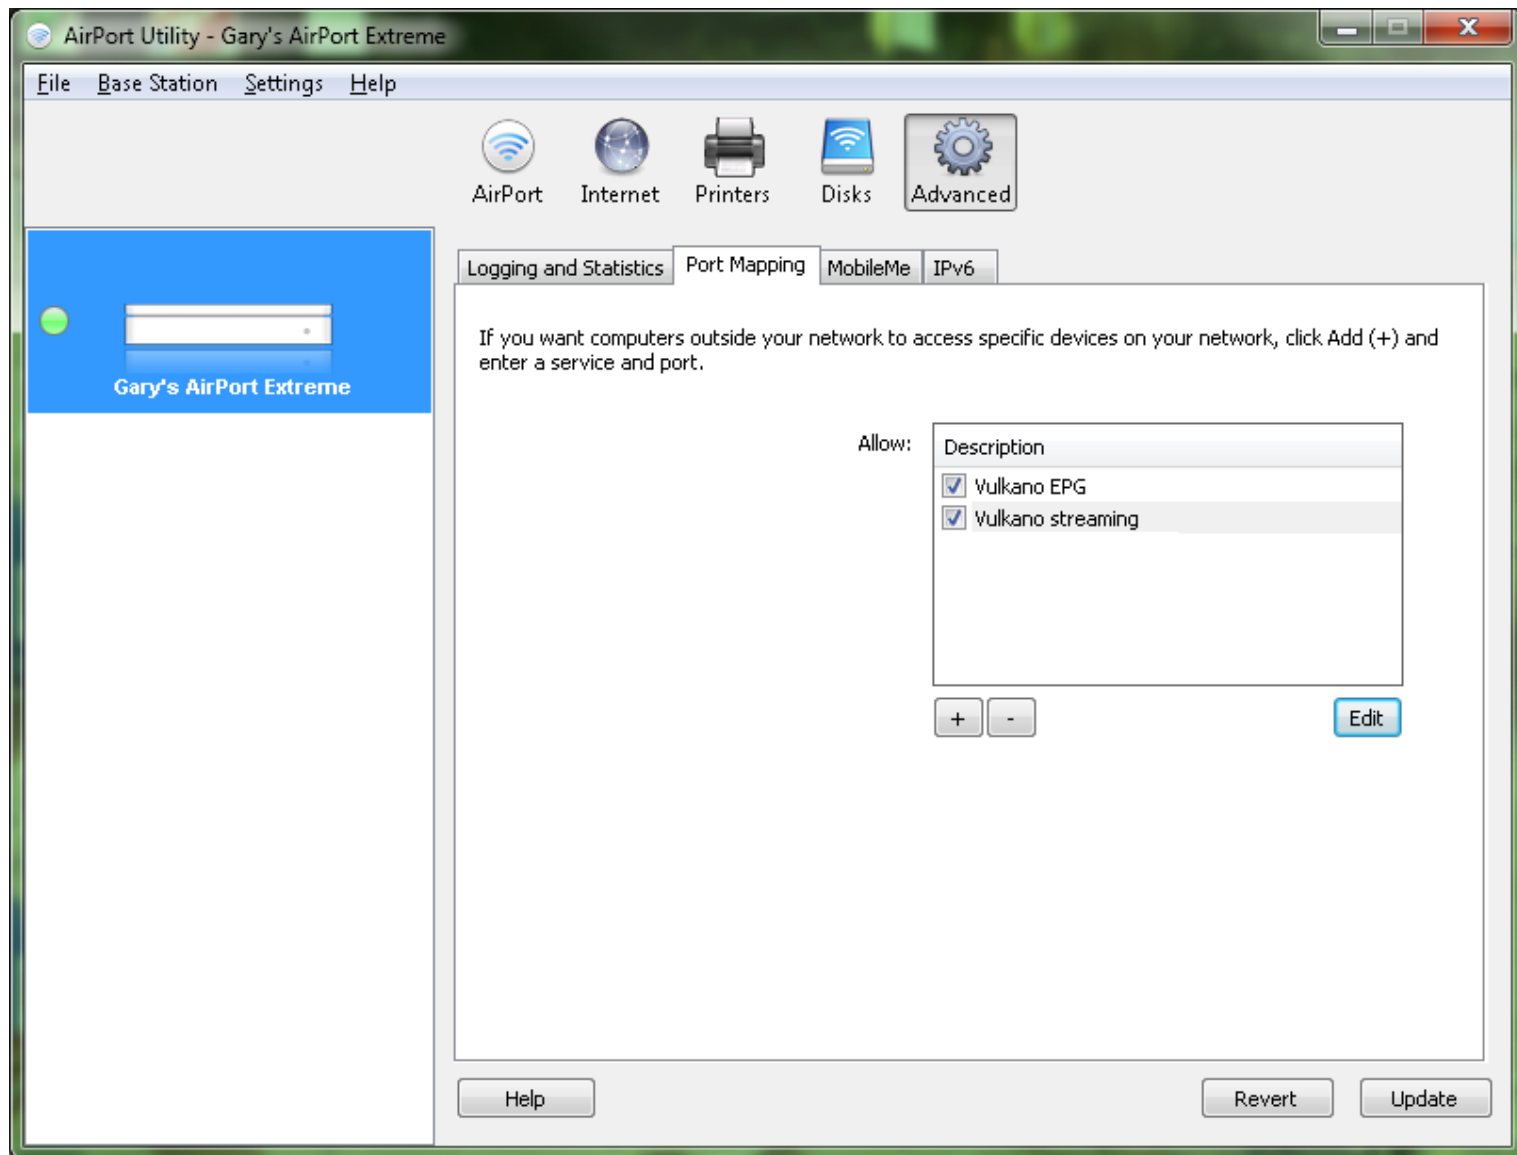 AirPort Utility - Gary's AirPort Extreme
X
File Base Station Settings Help
AirPort Internet Printers Disks Advanced
Logging and Statistics Port Mapping MobileMe IPv6
Gary's AirPort Extreme
If you want computers outside your network to access specific devices on your network, click Add (+) and
enter a service and port.
Allow: Description
Vulkano EPG
Vulkano streaming
+ - Edit
Help Revert Update